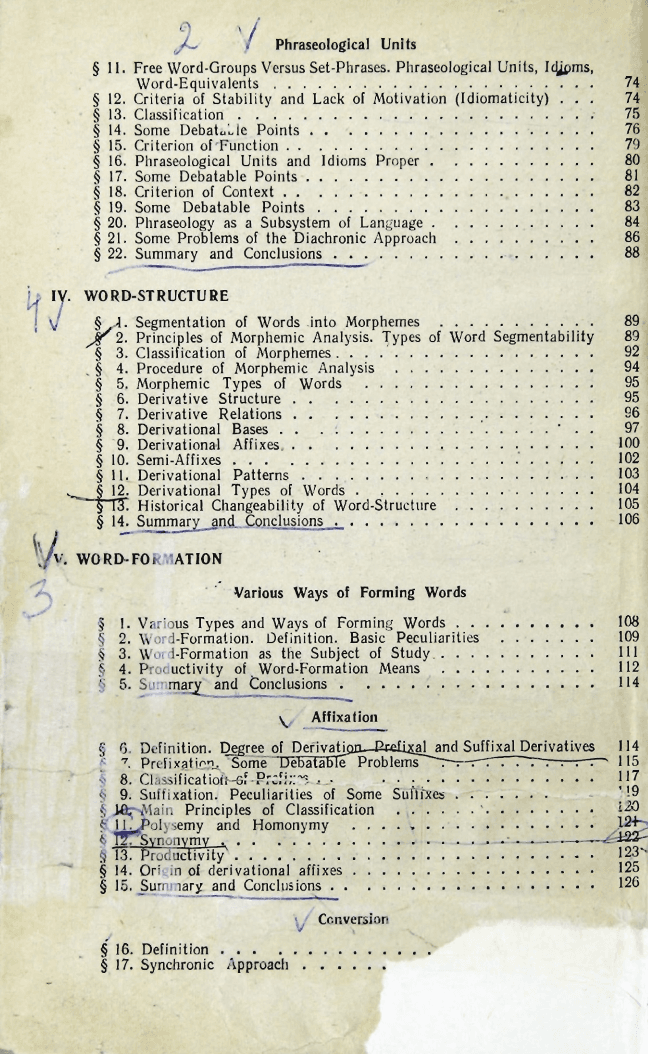 2 V
Phraseological Units
§ 11. Free Word-Groups Versus Set-Phrases. Phraseological Units, Idioms,
Word-Equivalents . . . . . . . . . . . . . . . . . . . . . 74
§ 12. Criteria of Stability and Lack of Motivation (Idiomaticity) . . . 74
§ 13. Classification . . . . . . . . . . . . . . . . . . . . . 75
§ 14. Some Debatable Points . . . . . . . . . . . . . . . . . . 76
§ 15. Criterion of Function . . . . . . . . . . . . . . . . . . . 79
§ 16. Phraseological Units and Idioms Proper . . . . . . . . . . . 80
§ 17. Some Debatable Points . . . . . . . . . . . . . . . . . . 81
§ 18. Criterion of Context . . . . . . . . . . . . . . . . . . . 82
§ 19. Some Debatable Points . . . . . . . . . . . . . . . . . . 83
§ 20. Phraseology as a Subsystem of Language . . . . . . . . . . . 84
§ 21. Some Problems of the Diachronic Approach . . . . . . . . . . 86
§ 22. Summary and Conclusions . . . . . . . . . . . . . . . . . 88
4 V
IV. WORD-STRUCTURE
§ 1. Segmentation of Words into Morphemes . . . . . . . . . . . 89
§ 2. Principles of Morphemic Analysis. Types of Word Segmentability 89
§ 3. Classification of Morphemes . . . . . . . . . . . . . . . . 92
§ 4. Procedure of Morphemic Analysis . . . . . . . . . . . . . . 94
§ 5. Morphemic Types of Words . . . . . . . . . . . . . . . . 95
§ 6. Derivative Structure . . . . . . . . . . . . . . . . . . . 95
§ 7. Derivative Relations . . . . . . . . . . . . . . . . . . . 96
§ 8. Derivational Bases . . . . . . . . . . . . . . . . . . . . 97
§ 9. Derivational Affixes . . . . . . . . . . . . . . . . . . . 100
§ 10. Semi-Affixes . . . . . . . . . . . . . . . . . . . . . . 102
§ 11. Derivational Patterns . . . . . . . . . . . . . . . . . . . 103
§ 12. Derivational Types of Words . . . . . . . . . . . . . . . . 104
§ 13. Historical Changeability of Word-Structure . . . . . . . . . . 105
§ 14. Summary and Conclusions . . . . . . . . . . . . . . . . . 106
V
V. WORD-FORMATION
3
Various Ways of Forming Words
§ 1. Various Types and Ways of Forming Words . . . . . . . . . 108
§ 2. Word-Formation. Definition. Basic Peculiarities . . . . . . . 109
§ 3. Word-Formation as the Subject of Study . . . . . . . . . . . 111
§ 4. Productivity of Word-Formation Means . . . . . . . . . . . 112
§ 5. Summary and Conclusions . . . . . . . . . . . . . . . . . 114
V Affixation
§ 6. Definition. Degree of Derivation. Prefixal and Suffixal Derivatives 114
7. Prefixation. Some Debatable Problems . . . . . . . . . . . . 115
§ 8. Classification of Prefixes . . . . . . . . . . . . . . . . . . 117
§ 9. Suffixation. Peculiarities of Some Suffixes . . . . . . . . . . 119
§ 10. Main Principles of Classification . . . . . . . . . . . . . . 120
§ 11. Polysemy and Homonymy . . . . . . . . . . . . . . . . . 121
§ 12. Synonymy . . . . . . . . . . . . . . . . . . . . . . . . 122
§ 13. Productivity . . . . . . . . . . . . . . . . . . . . . . . 123
§ 14. Origin of derivational affixes . . . . . . . . . . . . . . . . 125
§ 15. Summary and Conclusions . . . . . . . . . . . . . . . . . 126
V Conversion
§ 16. Definition . . . . . . . . . . . .
§ 17. Synchronic Approach . . . . . .